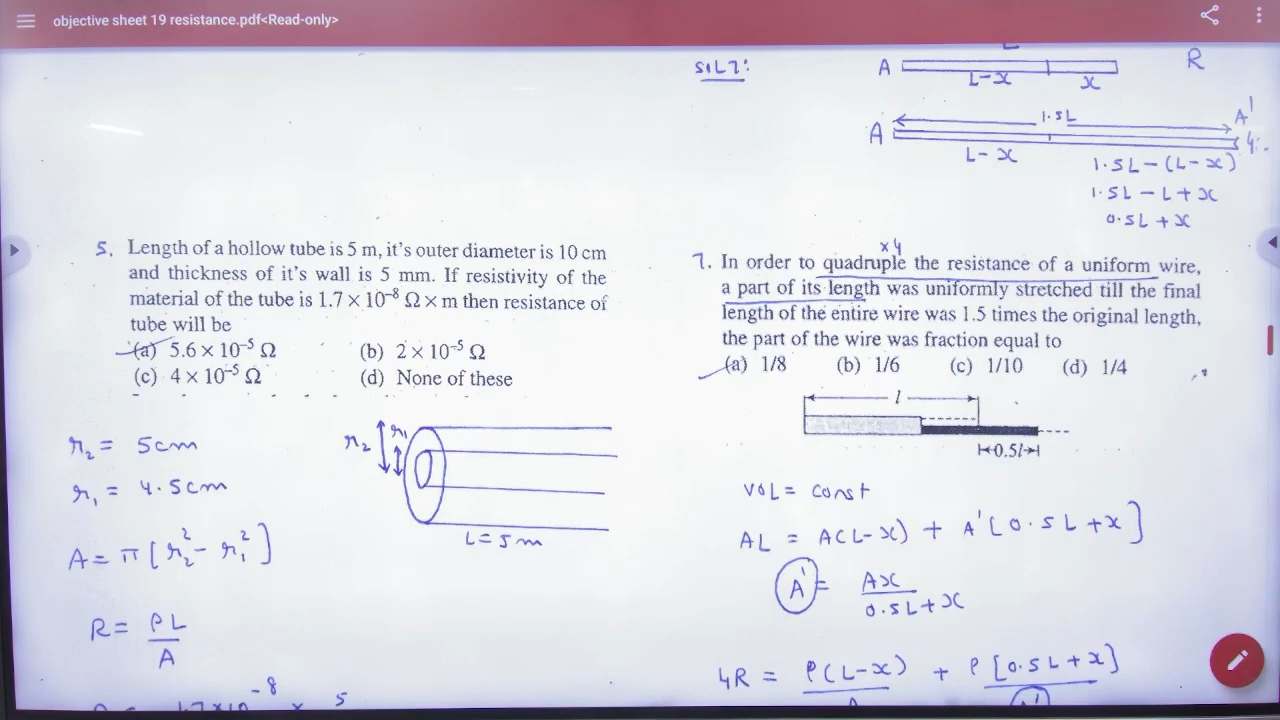 objective sheet 19 resistance.pdf<Read-only>
SOL7:
A
L-x
x
R
1.5L
A
A'
L-x
1.5L-(L-x)
1.5L-L+x
0.5L+x
5. Length of a hollow tube is 5 m, it's outer diameter is 10 cm
and thickness of it's wall is 5 mm. If resistivity of the
material of the tube is 1.7 × 10⁻⁸ Ω × m then resistance of
tube will be
(a) 5.6 × 10⁻⁵ Ω (b) 2 × 10⁻⁵ Ω
(c) 4 × 10⁻⁵ Ω (d) None of these
r₂ = 5cm
r₁ = 4.5cm
A = π[r₂² - r₁²]
R = ρL
A
r₂
r₁
L = 5m
x4
7. In order to quadruple the resistance of a uniform wire,
a part of its length was uniformly stretched till the final
length of the entire wire was 1.5 times the original length,
the part of the wire was fraction equal to
(a) 1/8 (b) 1/6 (c) 1/10 (d) 1/4
l
0.5l
VOL = const
AL = A(L-x) + A'[0.5L+x]
A' = Ax
0.5L+x
4R = ρ(L-x) + ρ[0.5L+x]